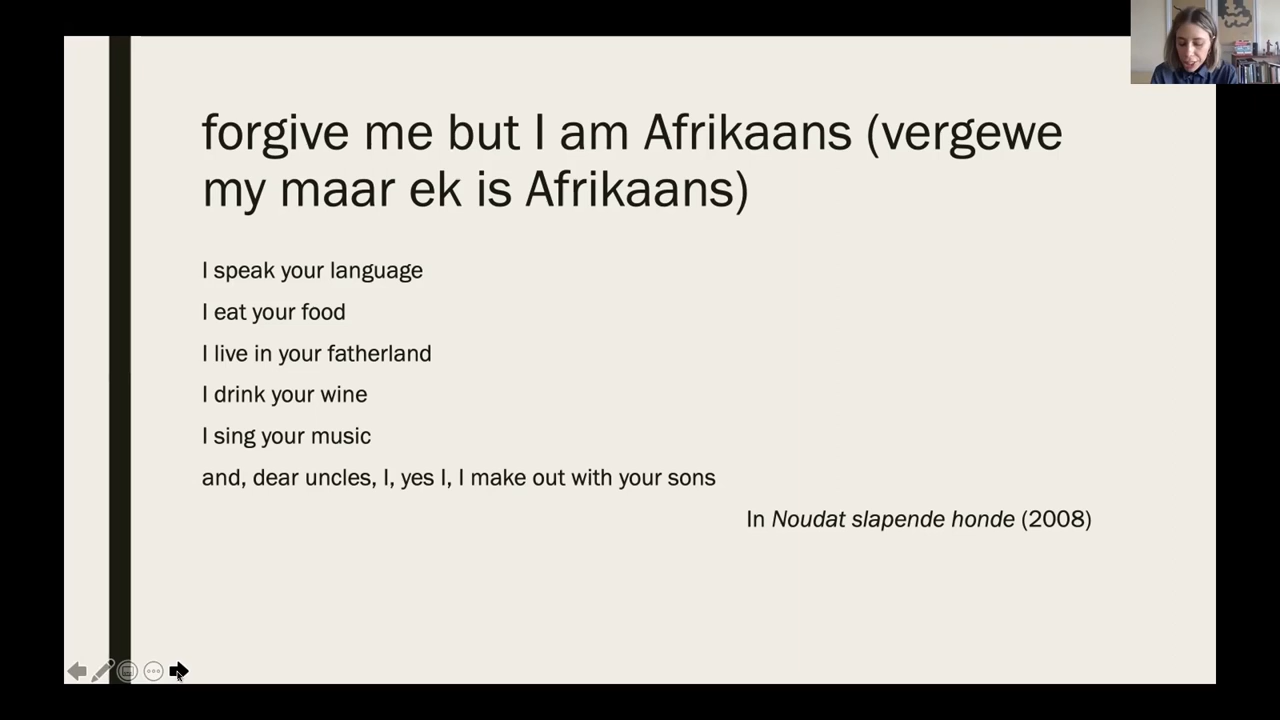 forgive me but I am Afrikaans (vergewe
my maar ek is Afrikaans)
I speak your language
I eat your food
I live in your fatherland
I drink your wine
I sing your music
and, dear uncles, I, yes I, I make out with your sons
In Noudat slapende honde (2008)